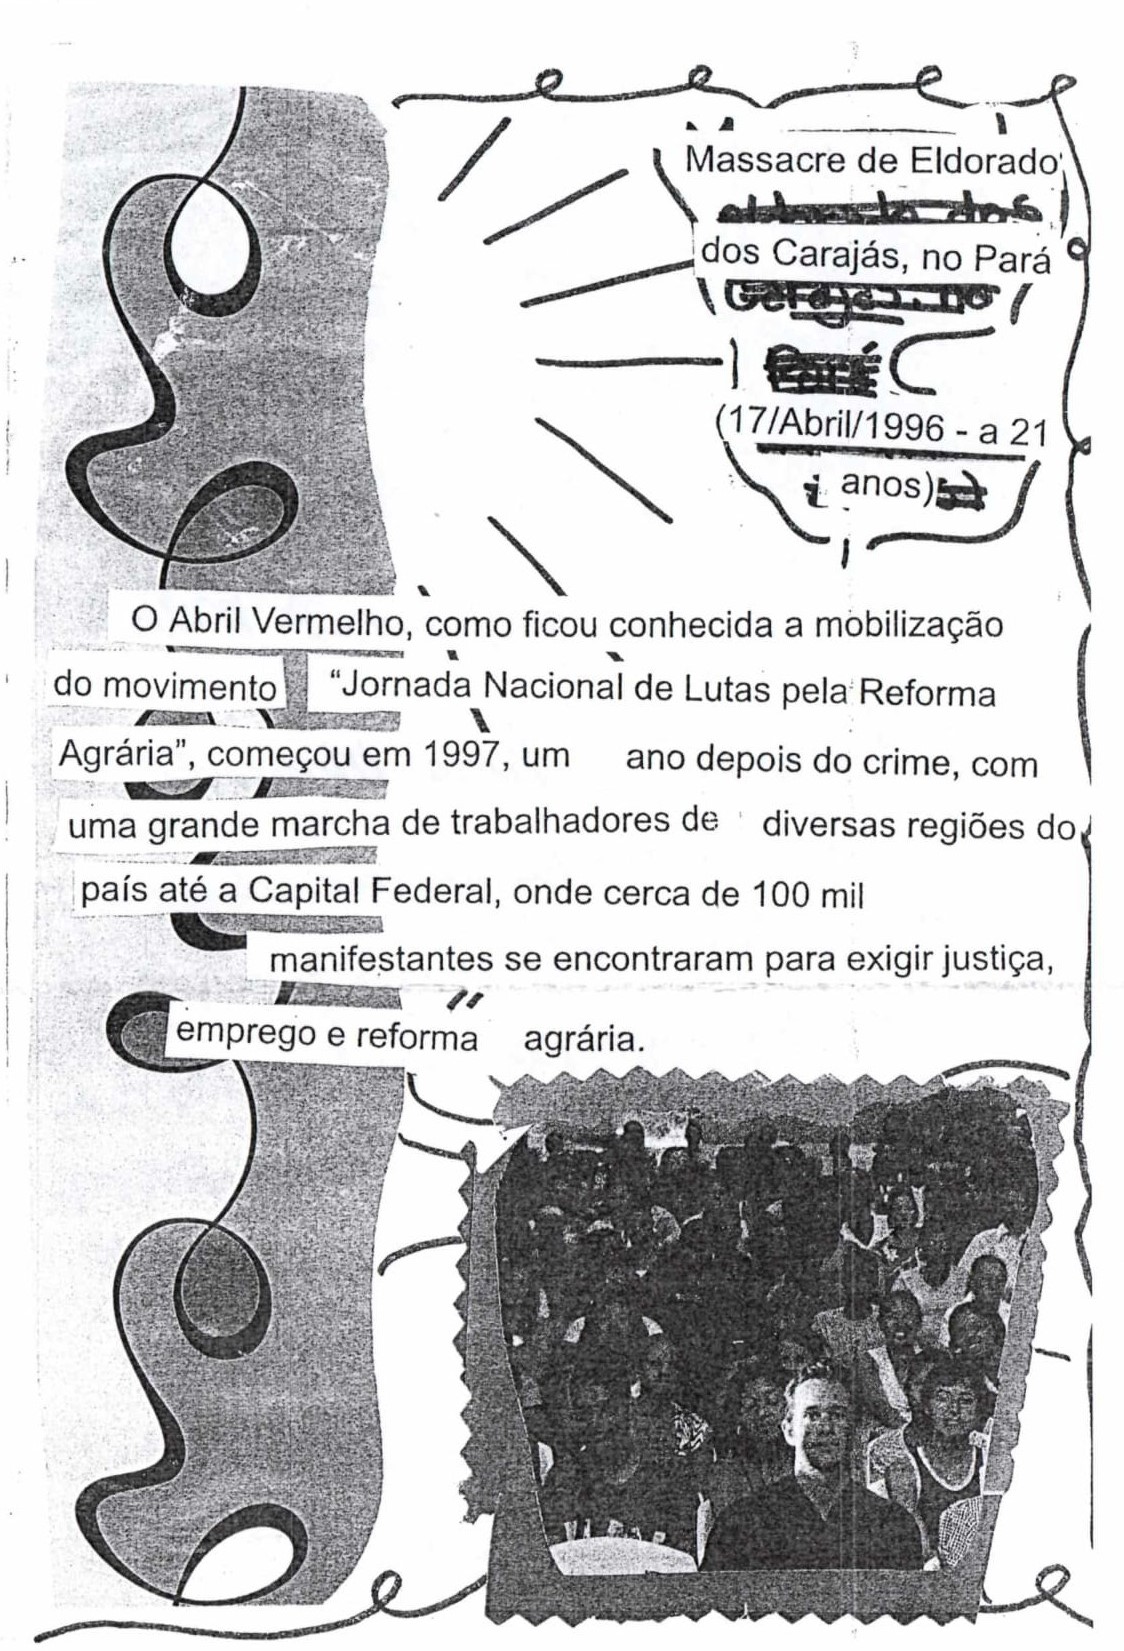 Massacre de Eldorado
dos Carajás, no Pará
(17/Abril/1996 - a 21
anos)
O Abril Vermelho, como ficou conhecida a mobilização
do movimento "Jornada Nacional de Lutas pela Reforma
Agrária", começou em 1997, um ano depois do crime, com
uma grande marcha de trabalhadores de diversas regiões do
país até a Capital Federal, onde cerca de 100 mil
manifestantes se encontraram para exigir justiça,
emprego e reforma agrária.